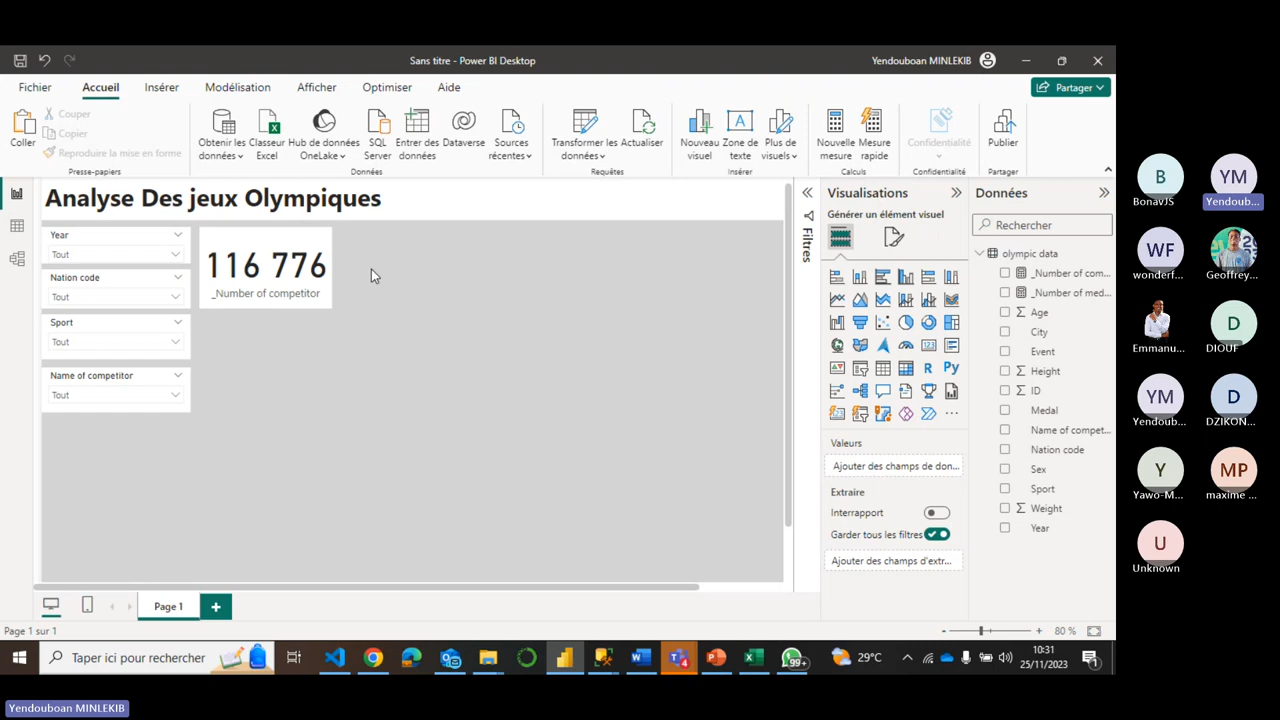 Sans titre - Power BI Desktop
Yendouboan MINLEKIB
Fichier
Accueil
Insérer
Modélisation
Afficher
Optimiser
Aide
Partager
Coller
Couper
Copier
Reproduire la mise en forme
Presse-papiers
Obtenir les données
Classeur Excel
Hub de données OneLake
SQL Server
Entrer des données
Dataverse
Sources récentes
Données
Transformer les données
Actualiser
Requêtes
Nouveau visuel
Zone de texte
Plus de visuels
Insérer
Nouvelle mesure
Mesure rapide
Calculs
Confidentialité
Confidentialité
Publier
Partager
Analyse Des jeux Olympiques
Year
Tout
Nation code
Tout
Sport
Tout
Name of competitor
Tout
116 776
_Number of competitor
Filtres
Visualisations
Générer un élément visuel
R
Py
123
Valeurs
Ajouter des champs de don...
Extraire
Interrapport
Garder tous les filtres
Ajouter des champs d'extr...
Données
Rechercher
olympic data
_Number of com...
_Number of med...
Age
City
Event
Height
ID
Medal
Name of compet...
Nation code
Sex
Sport
Weight
Year
Page 1
Page 1 sur 1
80 %
Taper ici pour rechercher
99+
29°C
10:31
25/11/2023
1
B
BonavJS
YM
Yendoub...
WF
wonderf...
Geoffrey...
Emmanu...
D
DIOUF
YM
Yendoub...
D
DZIKON...
Y
Yawo-M...
MP
maxime ...
U
Unknown
Yendouboan MINLEKIB